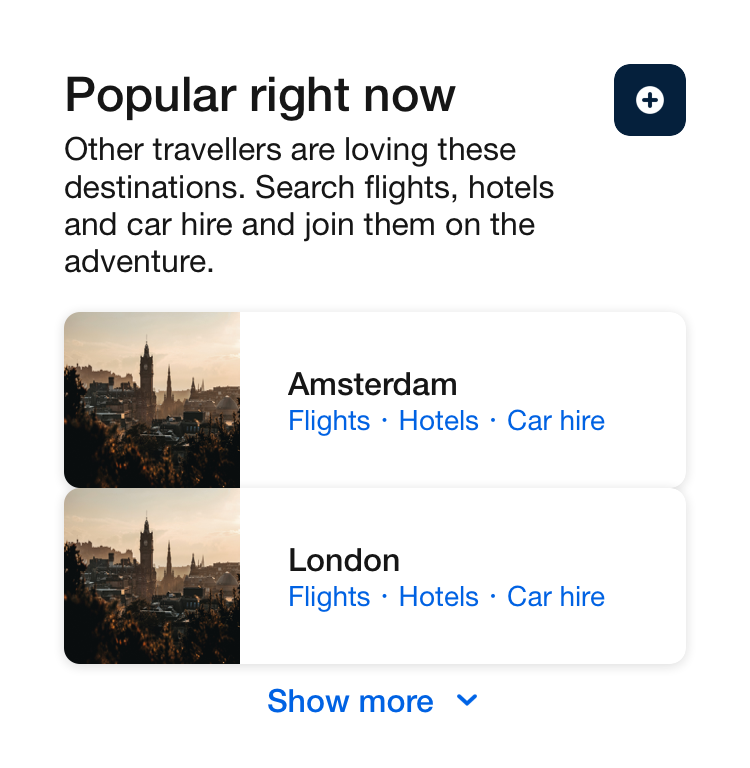 Popular right now
Other travellers are loving these
destinations. Search flights, hotels
and car hire and join them on the
adventure.
Amsterdam
Flights · Hotels · Car hire
London
Flights · Hotels · Car hire
Show more